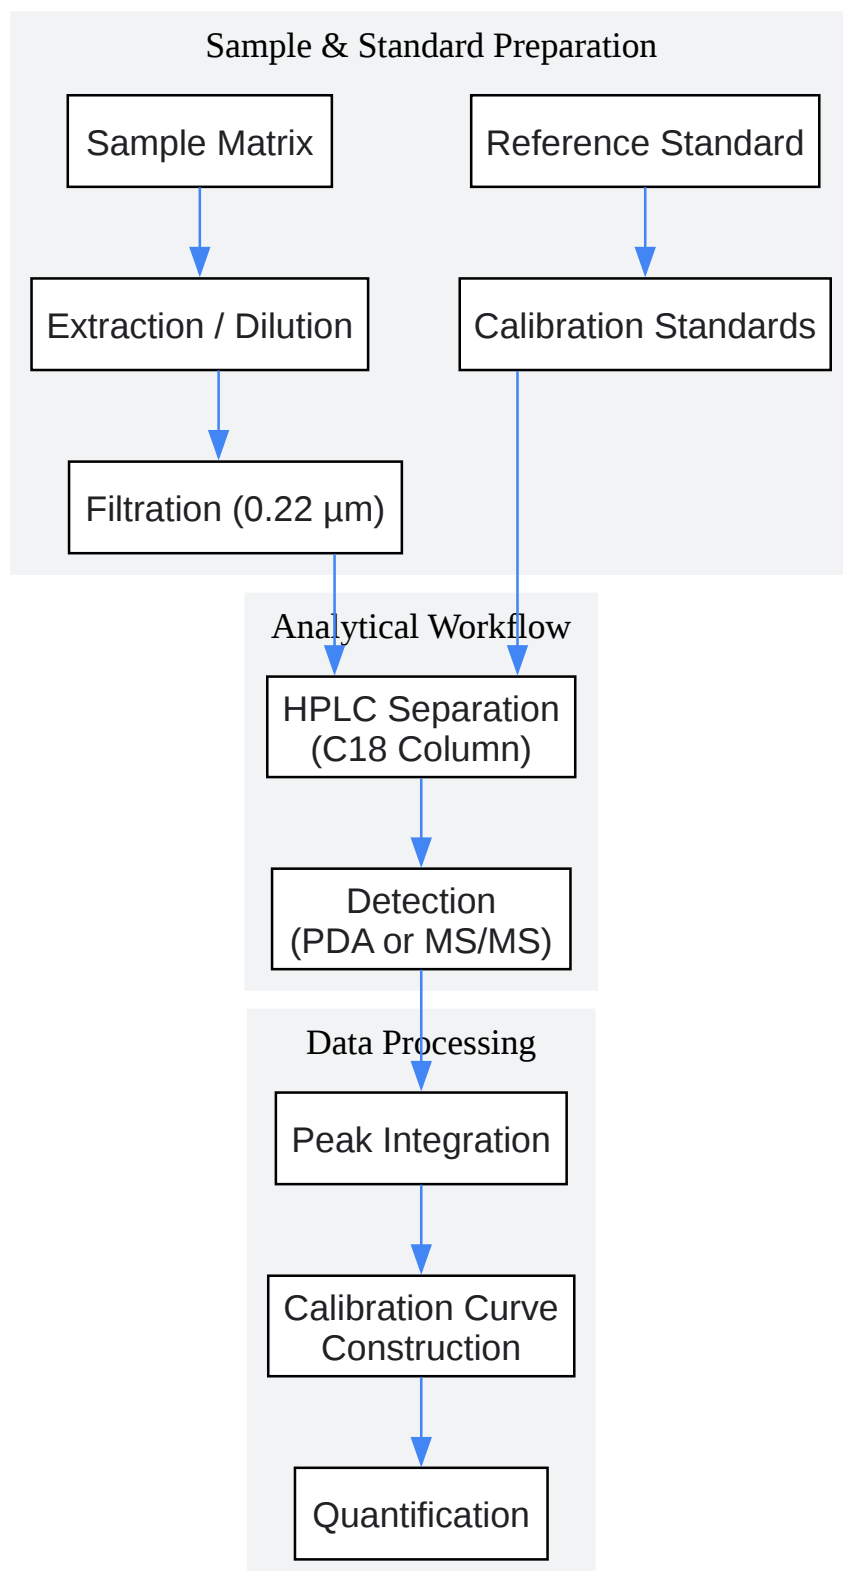 Sample & Standard Preparation
Sample Matrix
Reference Standard
Extraction / Dilution
Calibration Standards
Filtration (0.22 µm)
Analytical Workflow
HPLC Separation
(C18 Column)
Detection
(PDA or MS/MS)
Data Processing
Peak Integration
Calibration Curve
Construction
Quantification